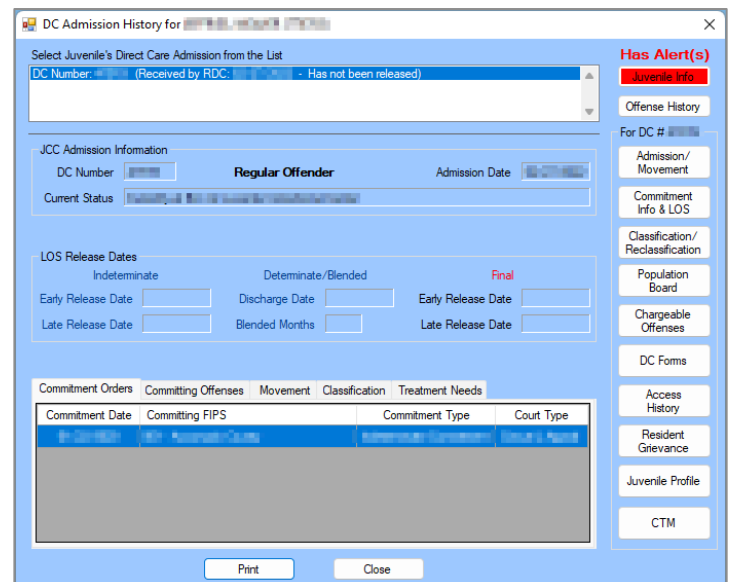 DC Admission History for
Select Juvenile's Direct Care Admission from the List
DC Number: (Received by RDC: - Has not been released)
JCC Admission Information
DC Number Regular Offender Admission Date
Current Status
LOS Release Dates
Indeterminate Determinate/Blended Final
Early Release Date Discharge Date Early Release Date
Late Release Date Blended Months Late Release Date
Commitment Orders Committing Offenses Movement Classification Treatment Needs
Commitment Date Committing FIPS Commitment Type Court Type
Print Close
Has Alert(s)
Juvenile Info
Offense History
For DC #
Admission/
Movement
Commitment
Info & LOS
Classification/
Reclassification
Population
Board
Chargeable
Offenses
DC Forms
Access
History
Resident
Grievance
Juvenile Profile
CTM